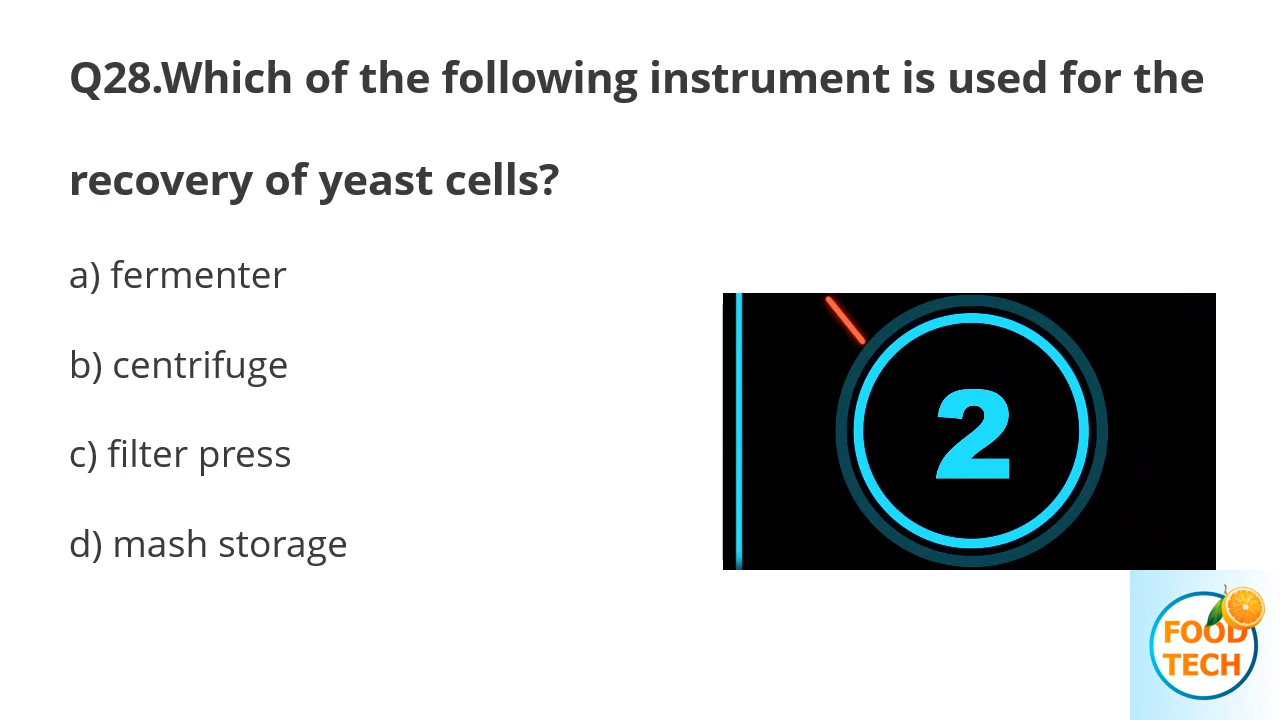 Q28.Which of the following instrument is used for the
recovery of yeast cells?
a) fermenter
b) centrifuge
c) filter press
d) mash storage
2
FOOD
TECH